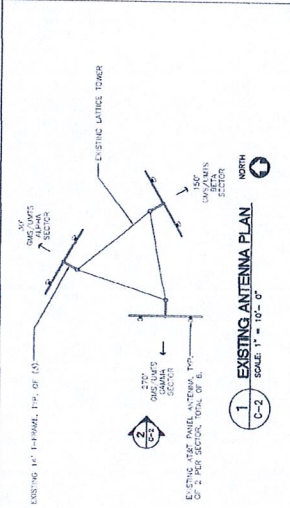 EXISTING 14' T-FRAME, TYP. OF (3)
30°
GMS/UMTS
ALPHA
SECTOR
EXISTING LATTICE TOWER
150°
GMS/UMTS
BETA
SECTOR
270°
GMS/UMTS
GAMMA
SECTOR
2
C-2
EXISTING AT&T PANEL ANTENNA, TYP.
OF 2 PER SECTOR, TOTAL OF 6.
1
C-2
EXISTING ANTENNA PLAN
SCALE: 1" = 10'- 0"
NORTH